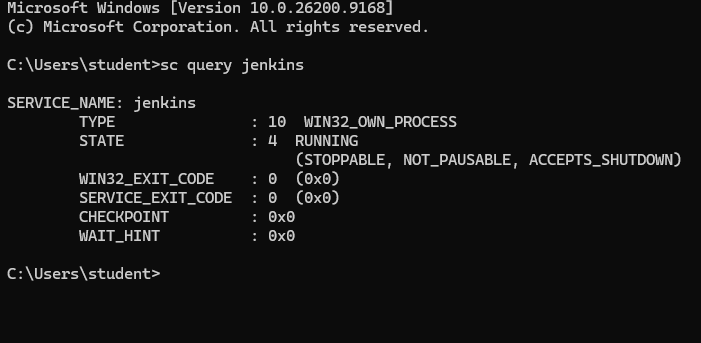 Microsoft Windows [Version 10.0.26200.9168]
(c) Microsoft Corporation. All rights reserved.

C:\Users\student>sc query jenkins

SERVICE_NAME: jenkins
        TYPE               : 10  WIN32_OWN_PROCESS
        STATE              : 4  RUNNING
                                (STOPPABLE, NOT_PAUSABLE, ACCEPTS_SHUTDOWN)
        WIN32_EXIT_CODE    : 0  (0x0)
        SERVICE_EXIT_CODE  : 0  (0x0)
        CHECKPOINT         : 0x0
        WAIT_HINT          : 0x0

C:\Users\student>